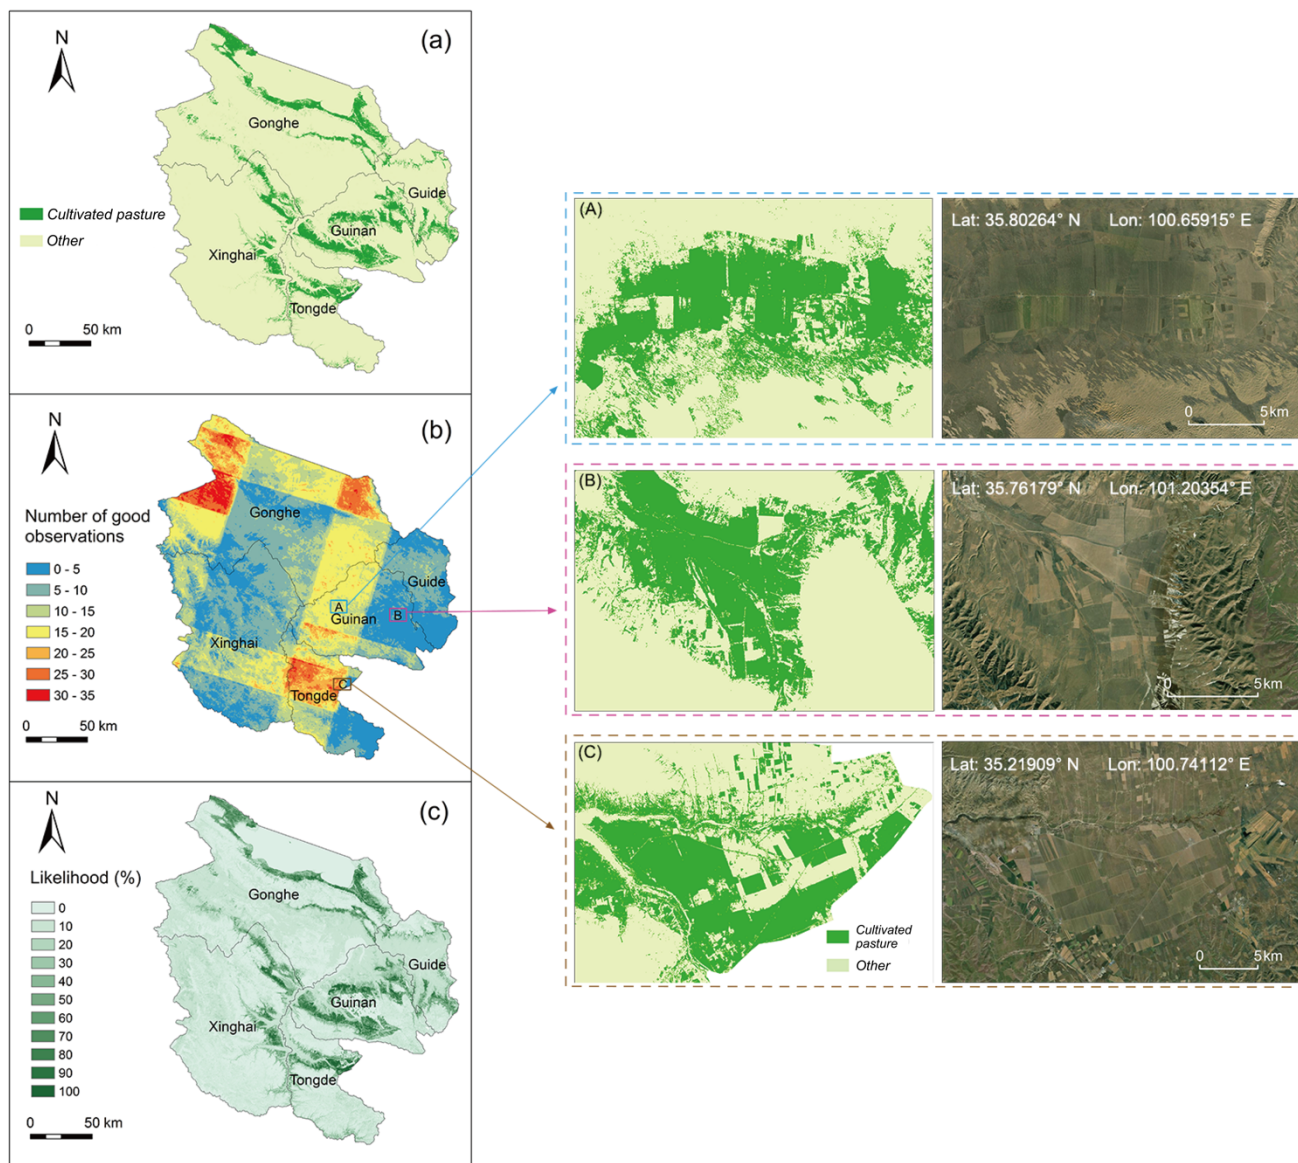 N
(a)
Gonghe
Guide
Guinan
Xinghai
Tongde
Cultivated pasture
Other
0 50 km
N
(b)
Number of good
observations
0 - 5
5 - 10
10 - 15
15 - 20
20 - 25
25 - 30
30 - 35
0 50 km
Gonghe
Guide
A
B
Guinan
Xinghai
C
Tongde
N
(c)
Likelihood (%)
0
10
20
30
40
50
60
70
80
90
100
0 50 km
Gonghe
Guide
Guinan
Xinghai
Tongde
(A)
Lat: 35.80264° N Lon: 100.65915° E
0 5km
(B)
Lat: 35.76179° N Lon: 101.20354° E
0 5km
(C)
Cultivated
pasture
Other
Lat: 35.21909° N Lon: 100.74112° E
0 5km